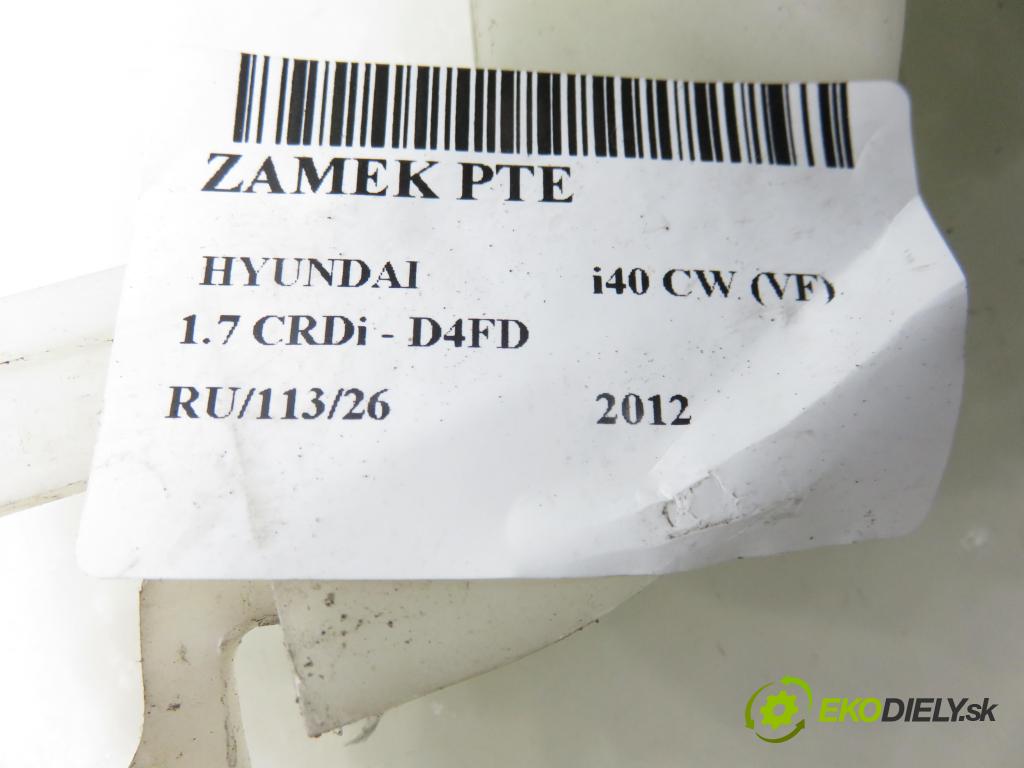 ZAMEK PTE
HYUNDAI i40 CW (VF)
1.7 CRDi - D4FD
RU/113/26 2012
EKODIELY.sk